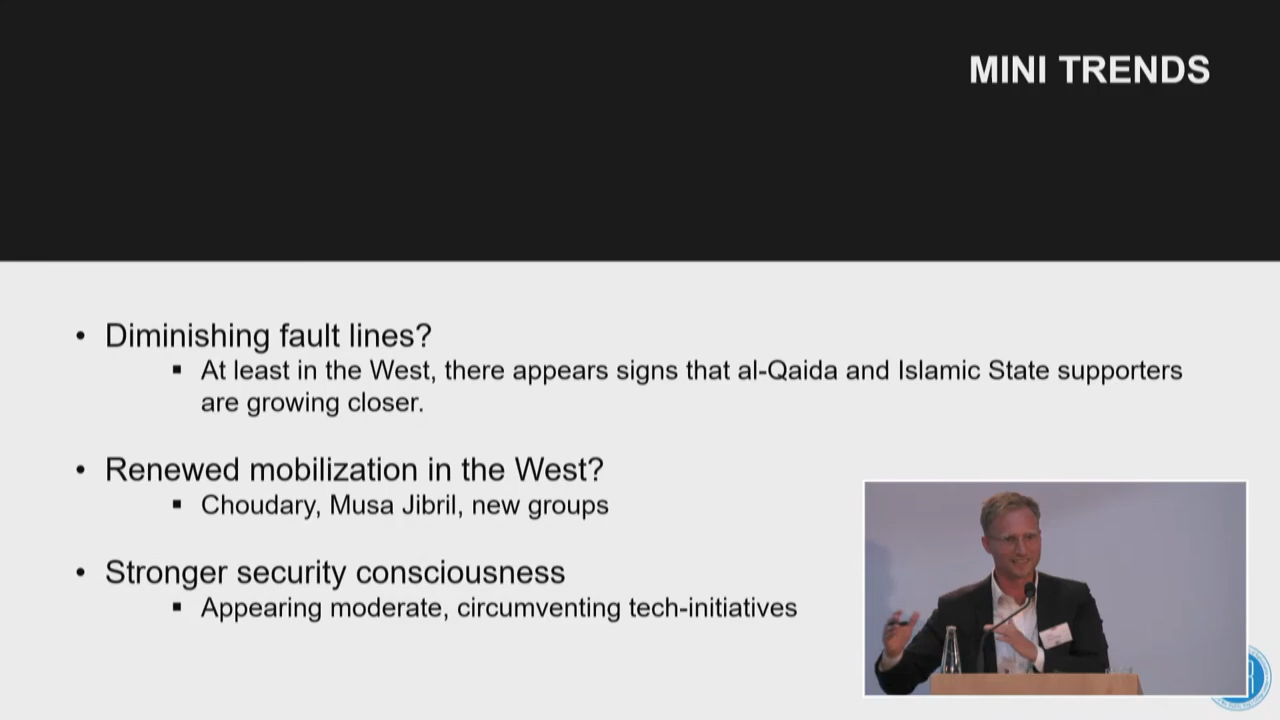 MINI TRENDS
• Diminishing fault lines?
▪ At least in the West, there appears signs that al-Qaida and Islamic State supporters
are growing closer.
• Renewed mobilization in the West?
▪ Choudary, Musa Jibril, new groups
• Stronger security consciousness
▪ Appearing moderate, circumventing tech-initiatives